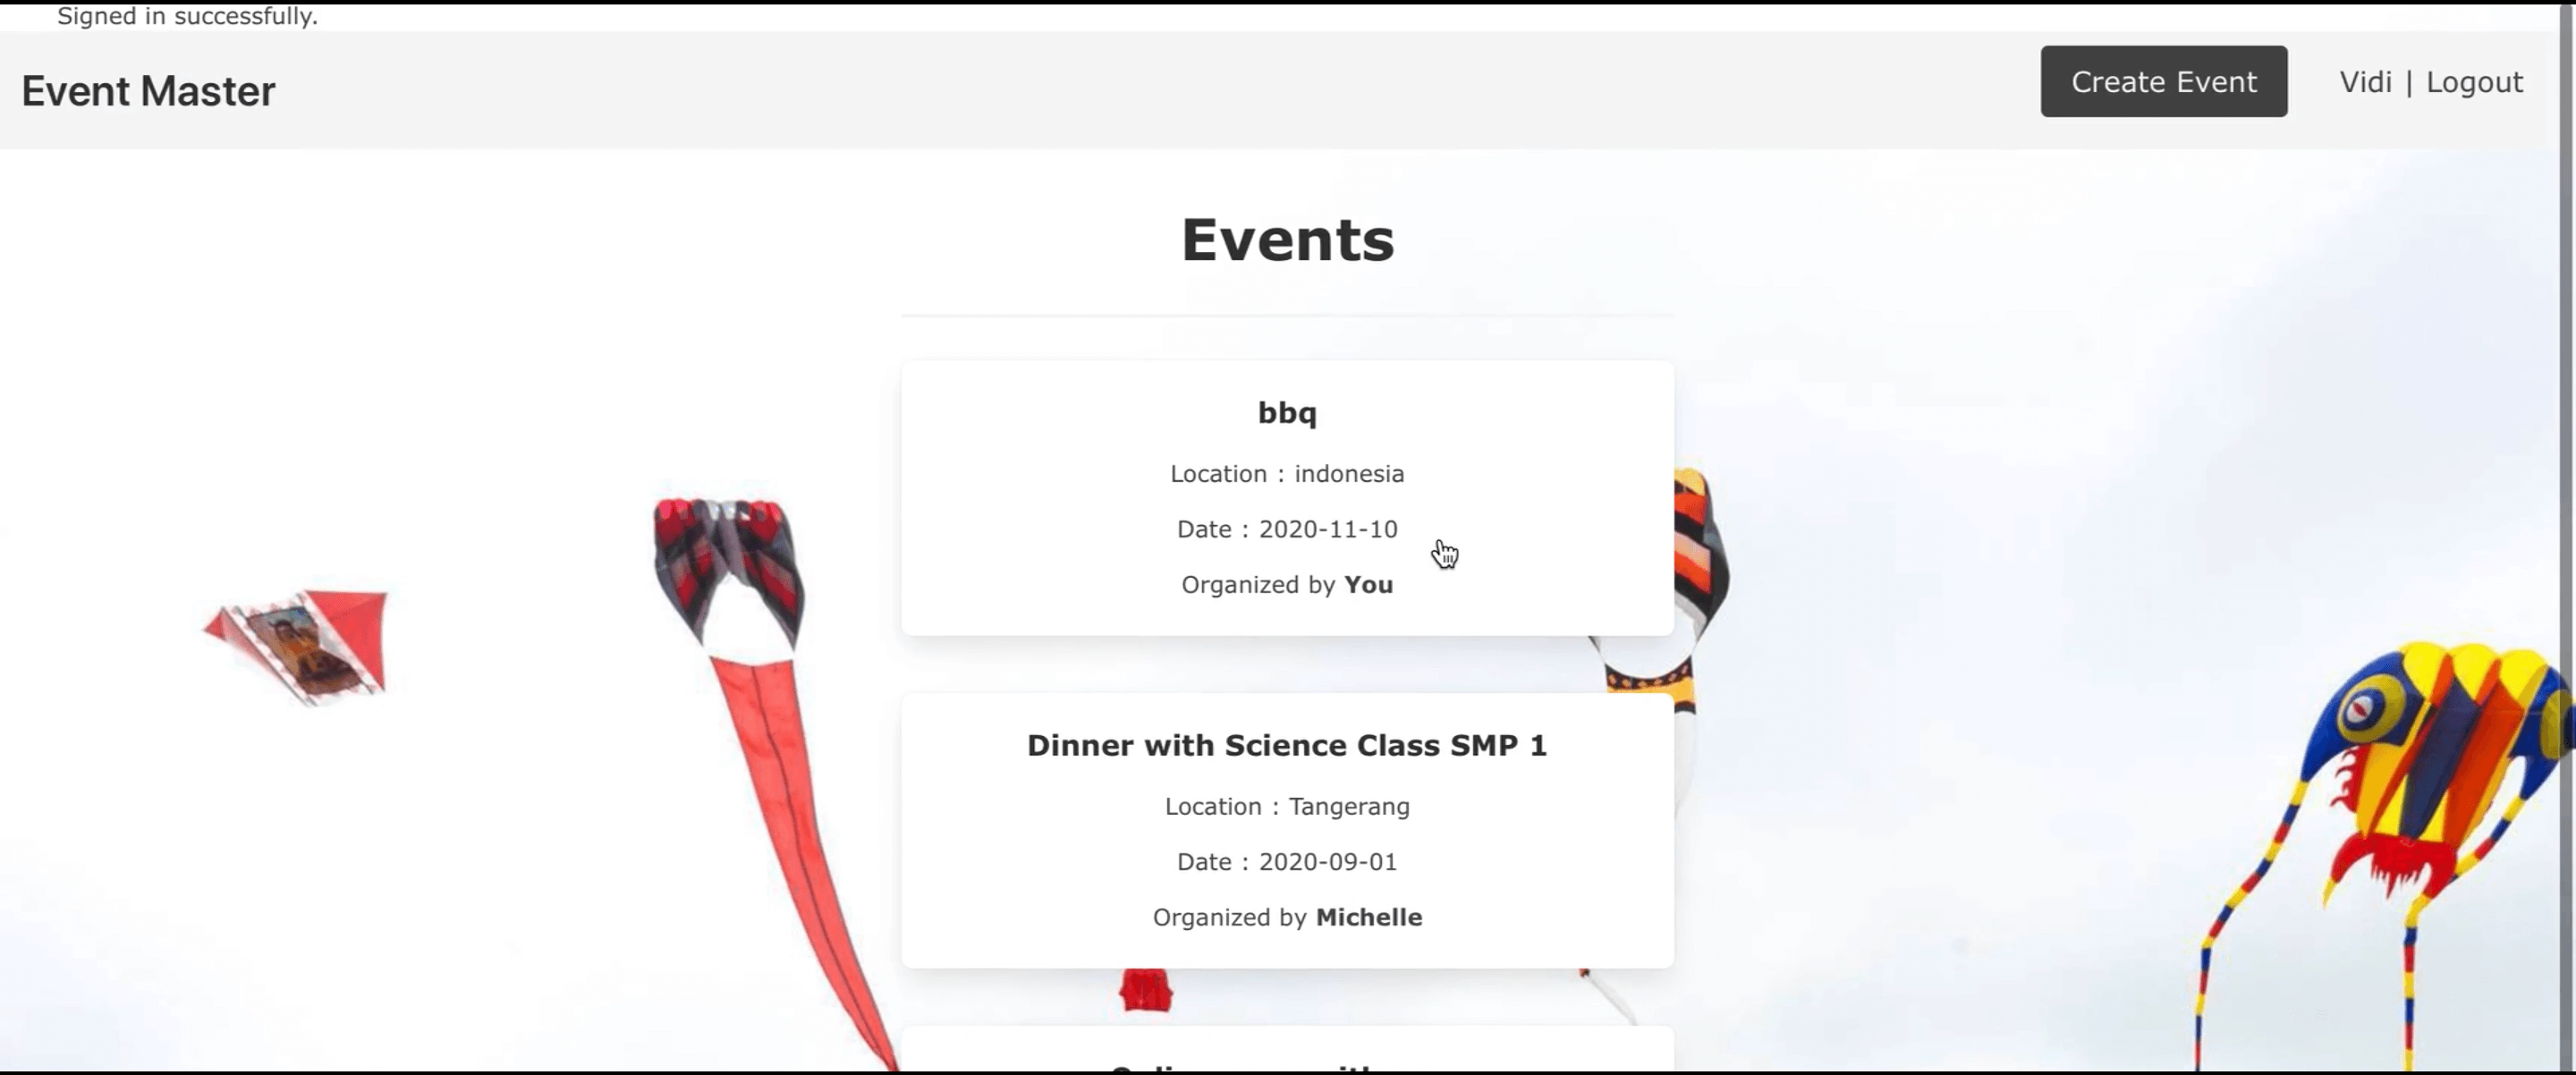 Signed in successfully.
Event Master
Create Event
Vidi | Logout
Events
bbq
Location : indonesia
Date : 2020-11-10
Organized by You
Dinner with Science Class SMP 1
Location : Tangerang
Date : 2020-09-01
Organized by Michelle